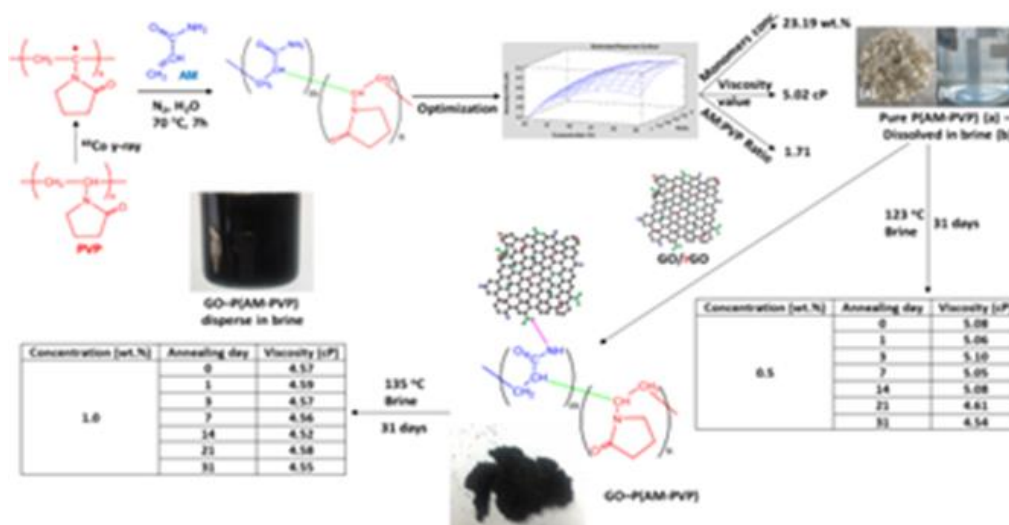 N₂, H₂O
70 °C, 7h
AM
⁶⁰Co γ-ray
PVP
Optimization
Monomers conc.
23.19 wt.%
Viscosity
value
5.02 cP
AM:PVP Ratio
1.71
Pure P(AM-PVP) (a) –
Dissolved in brine (b)
123 °C
Brine
31 days
GO/rGO
GO–P(AM-PVP)
disperse in brine
Concentration (wt.%) Annealing day Viscosity (cP)
0.5
0 5.08
1 5.06
3 5.10
7 5.05
14 5.08
21 4.61
31 4.54
Concentration (wt.%) Annealing day Viscosity (cP)
1.0
0 4.57
1 4.59
3 4.57
7 4.56
14 4.52
21 4.58
31 4.55
135 °C
Brine
31 days
GO–P(AM-PVP)